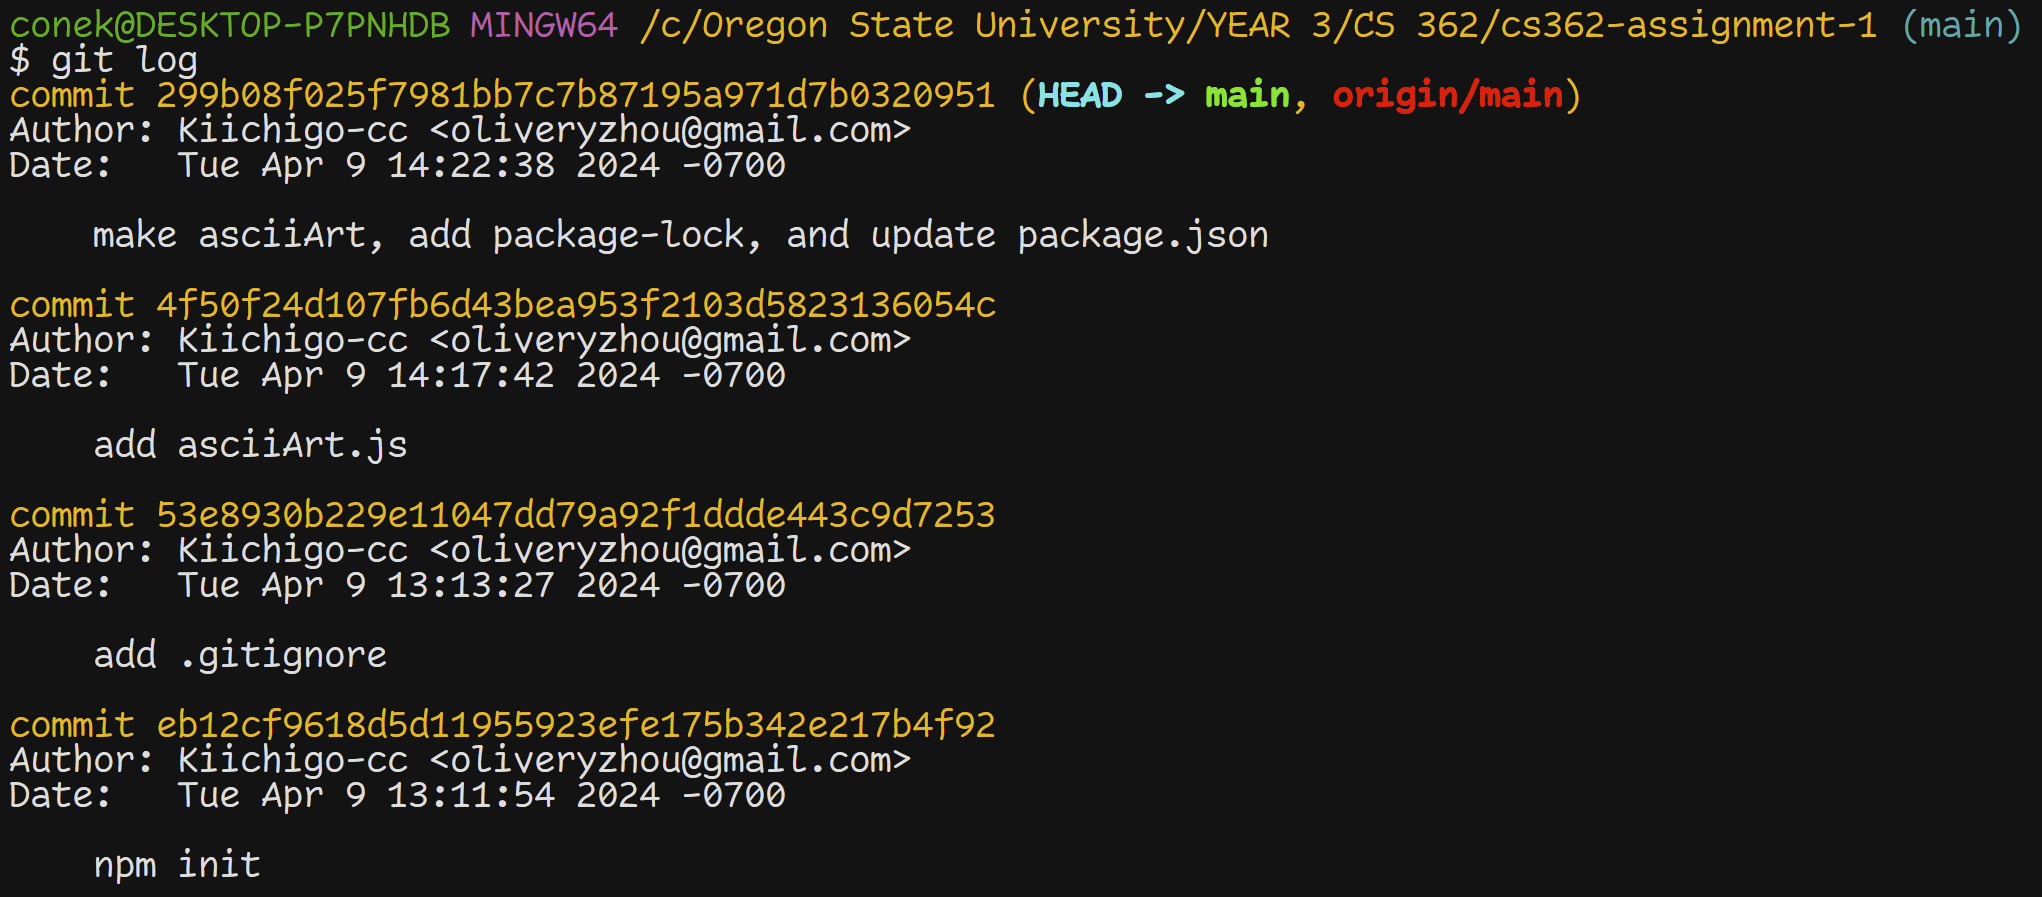 conek@DESKTOP-P7PNHDB MINGW64 /c/Oregon State University/YEAR 3/CS 362/cs362-assignment-1 (main)
$ git log
commit 299b08f025f7981bb7c7b87195a971d7b0320951 (HEAD -> main, origin/main)
Author: Kiichigo-cc <oliveryzhou@gmail.com>
Date:   Tue Apr 9 14:22:38 2024 -0700

    make asciiArt, add package-lock, and update package.json

commit 4f50f24d107fb6d43bea953f2103d5823136054c
Author: Kiichigo-cc <oliveryzhou@gmail.com>
Date:   Tue Apr 9 14:17:42 2024 -0700

    add asciiArt.js

commit 53e8930b229e11047dd79a92f1ddde443c9d7253
Author: Kiichigo-cc <oliveryzhou@gmail.com>
Date:   Tue Apr 9 13:13:27 2024 -0700

    add .gitignore

commit eb12cf9618d5d11955923efe175b342e217b4f92
Author: Kiichigo-cc <oliveryzhou@gmail.com>
Date:   Tue Apr 9 13:11:54 2024 -0700

    npm init